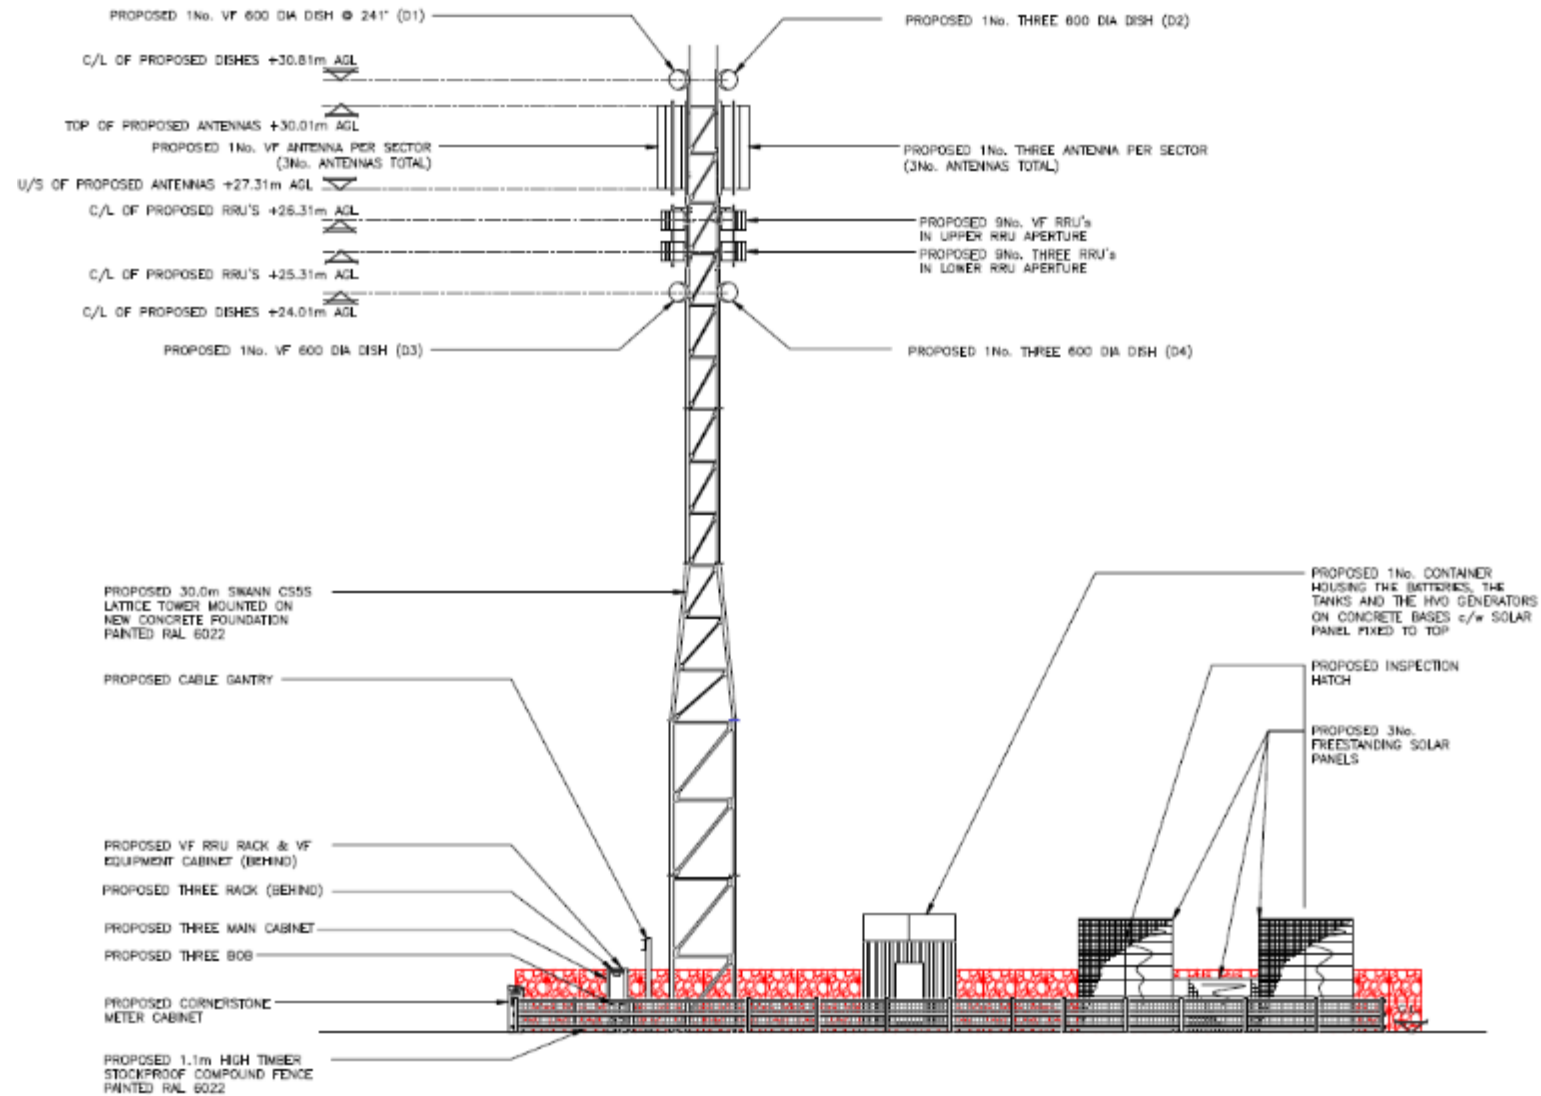 PROPOSED 1No. VF 600 DIA DISH @ 241° (D1)
PROPOSED 1No. THREE 600 DIA DISH (D2)
C/L OF PROPOSED DISHES +30.81m AGL
TOP OF PROPOSED ANTENNAS +30.01m AGL
PROPOSED 1No. VF ANTENNA PER SECTOR
(3No. ANTENNAS TOTAL)
PROPOSED 1No. THREE ANTENNA PER SECTOR
(3No. ANTENNAS TOTAL)
U/S OF PROPOSED ANTENNAS +27.31m AGL
C/L OF PROPOSED RRU'S +26.31m AGL
PROPOSED 9No. VF RRU's
IN UPPER RRU APERTURE
PROPOSED 9No. THREE RRU's
IN LOWER RRU APERTURE
C/L OF PROPOSED RRU'S +25.31m AGL
C/L OF PROPOSED DISHES +24.01m AGL
PROPOSED 1No. VF 600 DIA DISH (D3)
PROPOSED 1No. THREE 600 DIA DISH (D4)
PROPOSED 30.0m SWANN CS5S
LATTICE TOWER MOUNTED ON
NEW CONCRETE FOUNDATION
PAINTED RAL 6022
PROPOSED 1No. CONTAINER
HOUSING THE BATTERIES, THE
TANKS AND THE HVO GENERATORS
ON CONCRETE BASES c/w SOLAR
PANEL FIXED TO TOP
PROPOSED CABLE GANTRY
PROPOSED INSPECTION
HATCH
PROPOSED 3No.
FREESTANDING SOLAR
PANELS
PROPOSED VF RRU RACK & VF
EQUIPMENT CABINET (BEHIND)
PROPOSED THREE RACK (BEHIND)
PROPOSED THREE MAIN CABINET
PROPOSED THREE BOB
PROPOSED CORNERSTONE
METER CABINET
PROPOSED 1.1m HIGH TIMBER
STOCKPROOF COMPOUND FENCE
PAINTED RAL 6022